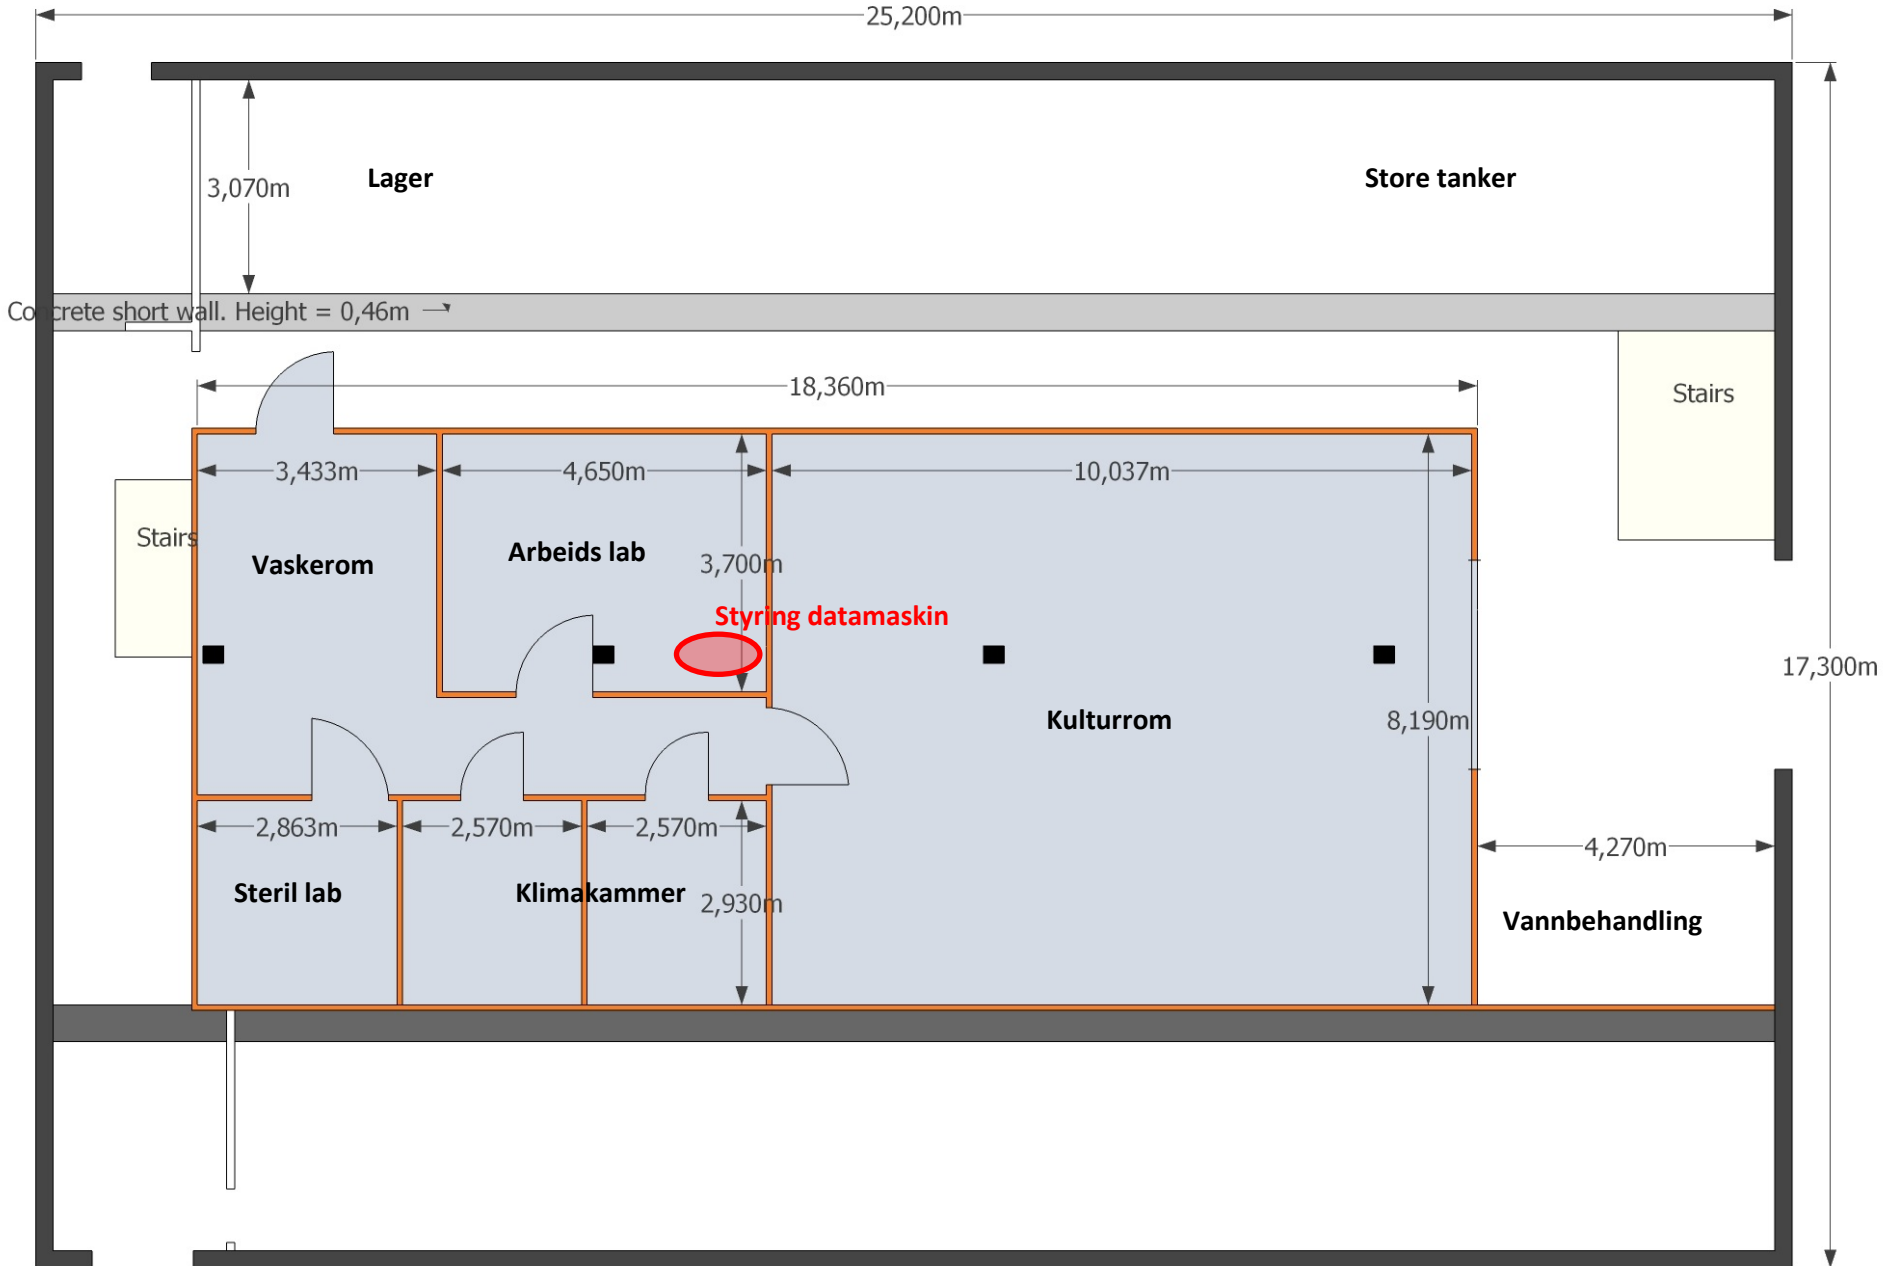 25,200m
Lager
Store tanker
3,070m
Concrete short wall. Height = 0,46m
18,360m
Stairs
3,433m
4,650m
10,037m
Stairs
Vaskerom
Arbeids lab
3,700m
Styring datamaskin
17,300m
Kulturrom
8,190m
2,863m
2,570m
2,570m
4,270m
Steril lab
Klimakammer
2,930m
Vannbehandling